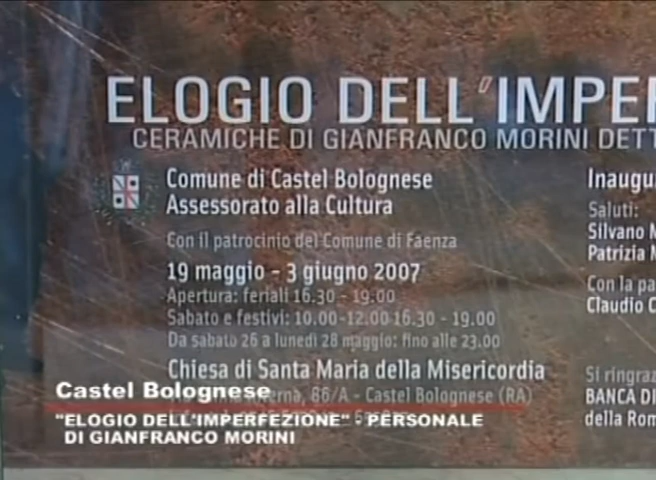 ELOGIO DELL'IMPER
CERAMICHE DI GIANFRANCO MORINI DETT
Comune di Castel Bolognese
Assessorato alla Cultura
Con il patrocinio del Comune di Faenza
19 maggio - 3 giugno 2007
Apertura: feriali 16.30 - 19.00
Sabato e festivi: 10.00-12.00 16.30 - 19.00
Da sabato 26 a lunedì 28 maggio: fino alle 23.00
Chiesa di Santa Maria della Misericordia
86/A - Castel Bolognese (RA)
Inaugu
Saluti:
Silvano M
Patrizia M
Con la pa
Claudio C
Si ringraz
BANCA DI
della Rom
Castel Bolognese
"ELOGIO DELL'IMPERFEZIONE" - PERSONALE
DI GIANFRANCO MORINI